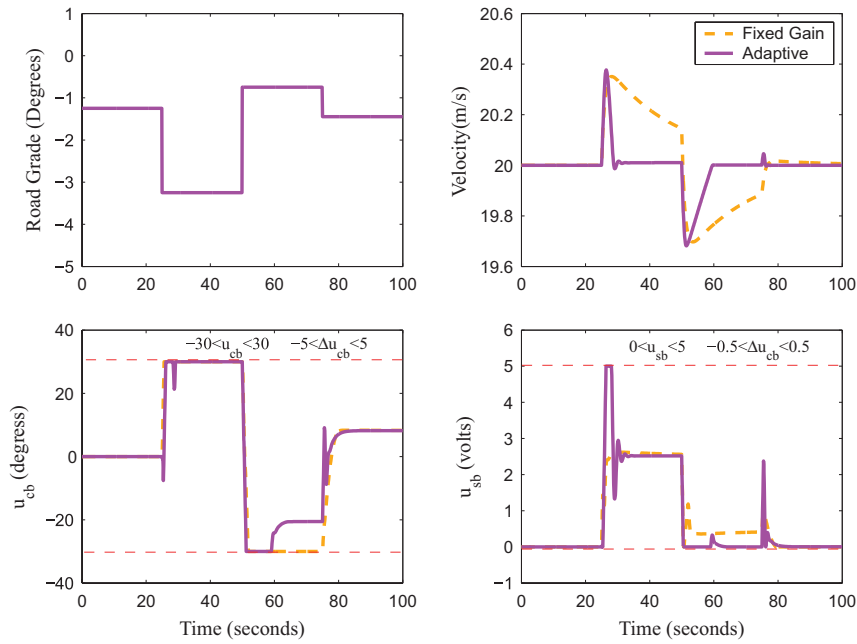 1
0
−1
−2
−3
−4
−5
0 20 40 60 80 100
Road Grade (Degrees)
20.6
20.4
20.2
20
19.8
19.6
0 20 40 60 80 100
Velocity(m/s)
Fixed Gain
Adaptive
40
20
0
−20
−40
0 20 40 60 80 100
u_cb (degress)
−30<u_cb<30 −5<Δu_cb<5
Time (seconds)
6
5
4
3
2
1
0
−1
0 20 40 60 80 100
u_sb (volts)
0<u_sb<5 −0.5<Δu_cb<0.5
Time (seconds)